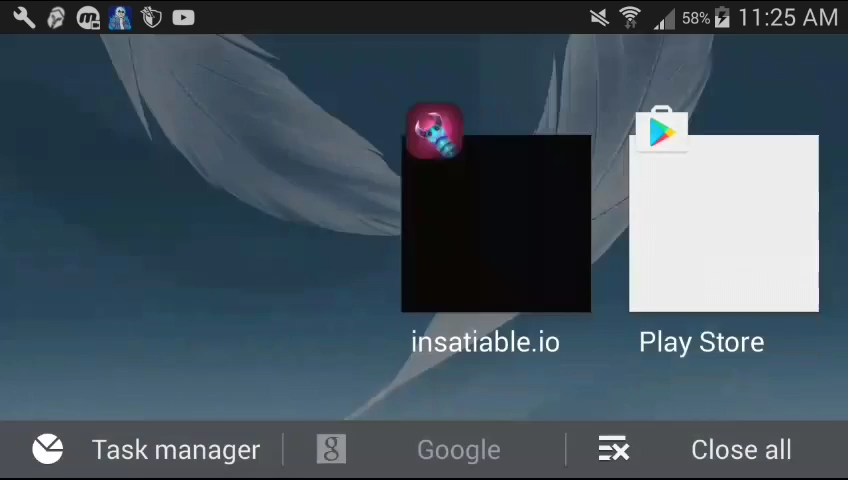 58% 11:25 AM
insatiable.io
Play Store
Task manager
Google
Close all